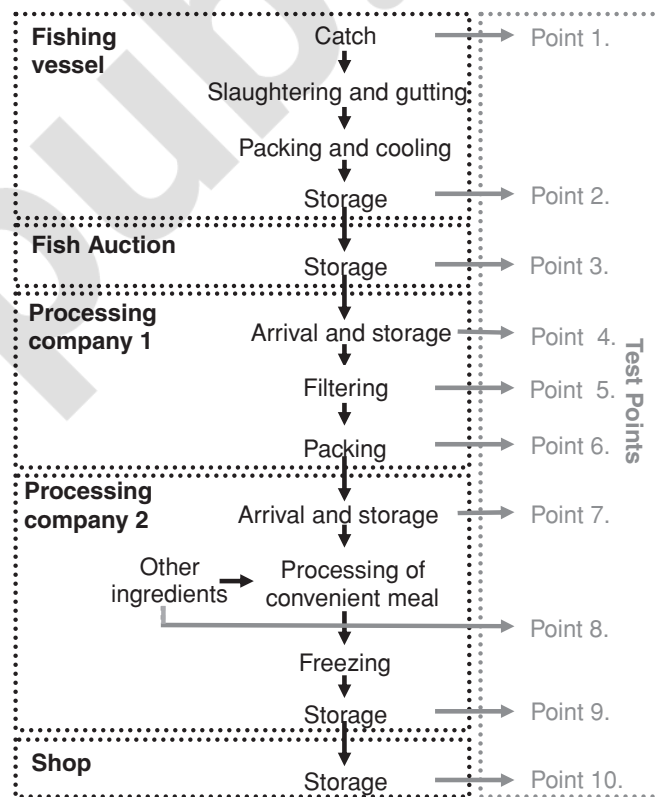 Fishing
vessel
Catch
Point 1.
Slaughtering and gutting
Packing and cooling
Storage
Point 2.
Fish Auction
Storage
Point 3.
Processing
company 1
Arrival and storage
Point 4.
Filtering
Point 5.
Packing
Point 6.
Test Points
Processing
company 2
Arrival and storage
Point 7.
Other
ingredients
Processing of
convenient meal
Point 8.
Freezing
Storage
Point 9.
Shop
Storage
Point 10.